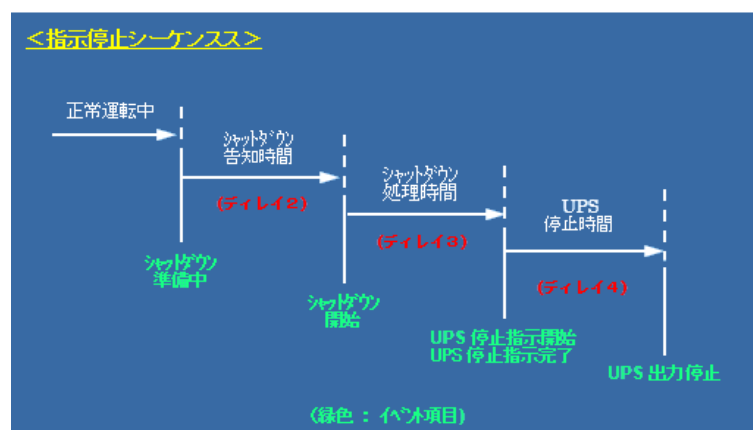 ＜指示停止シーケンスス＞
正常運転中
ｼｬｯﾄﾀﾞｳﾝ
告知時間
(ディレイ2)
ｼｬｯﾄﾀﾞｳﾝ
処理時間
(ディレイ3)
UPS
停止時間
(ディレイ4)
ｼｬｯﾄﾀﾞｳﾝ
準備中
ｼｬｯﾄﾀﾞｳﾝ
開始
UPS 停止指示開始
UPS 停止指示完了
UPS 出力停止
(緑色 ： ｲﾍﾞﾝﾄ項目)